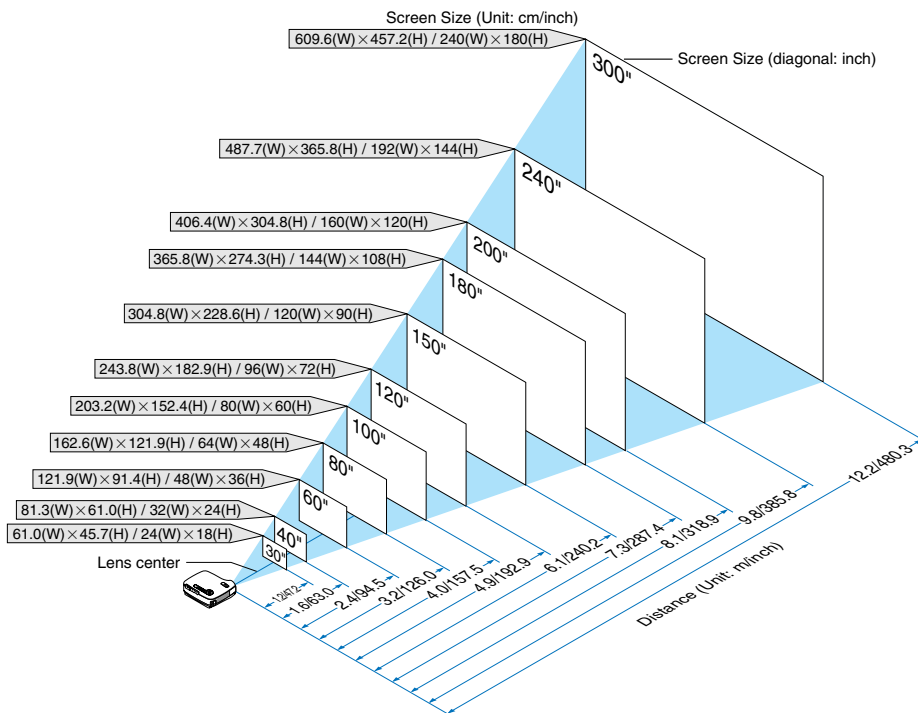 Screen Size (Unit: cm/inch)
609.6(W)×457.2(H) / 240(W)×180(H)
Screen Size (diagonal: inch)
300"
487.7(W)×365.8(H) / 192(W)×144(H)
240"
406.4(W)×304.8(H) / 160(W)×120(H)
200"
365.8(W)×274.3(H) / 144(W)×108(H)
180"
304.8(W)×228.6(H) / 120(W)×90(H)
150"
243.8(W)×182.9(H) / 96(W)×72(H)
120"
203.2(W)×152.4(H) / 80(W)×60(H)
100"
162.6(W)×121.9(H) / 64(W)×48(H)
80"
121.9(W)×91.4(H) / 48(W)×36(H)
60"
81.3(W)×61.0(H) / 32(W)×24(H)
40"
61.0(W)×45.7(H) / 24(W)×18(H)
30"
Lens center
1.2/47.2
1.6/63.0
2.4/94.5
3.2/126.0
4.0/157.5
4.9/192.9
6.1/240.2
7.3/287.4
8.1/318.9
9.8/385.8
12.2/480.3
Distance (Unit: m/inch)